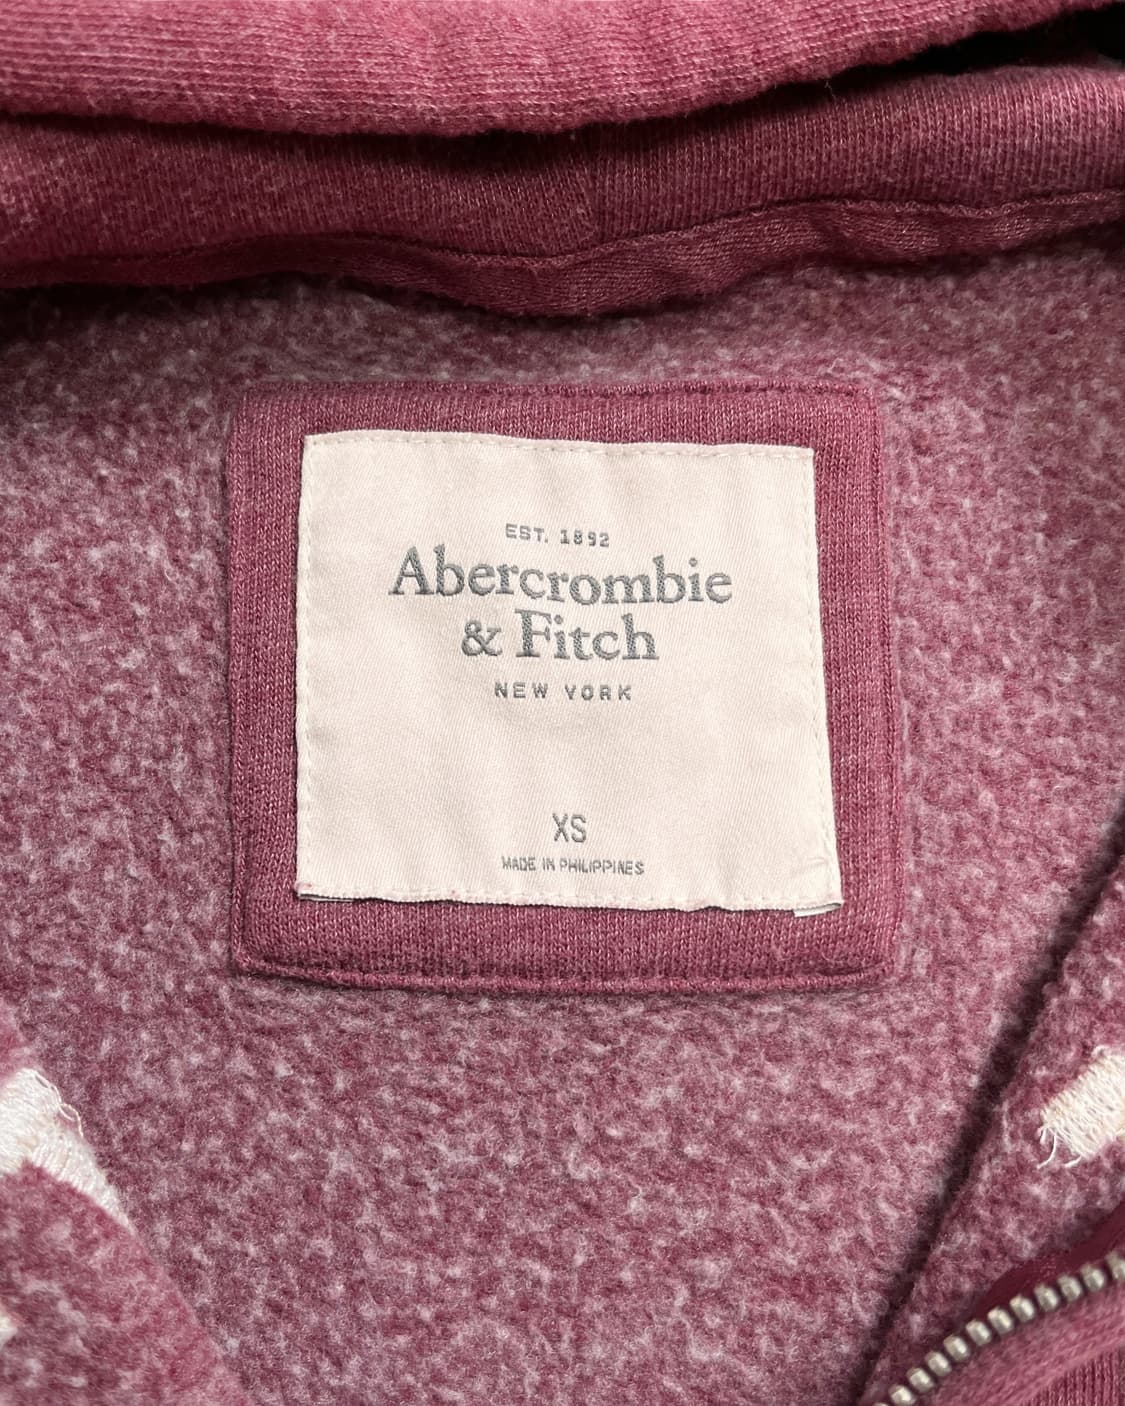 EST. 1892
Abercrombie
& Fitch
NEW YORK
XS
MADE IN PHILIPPINES